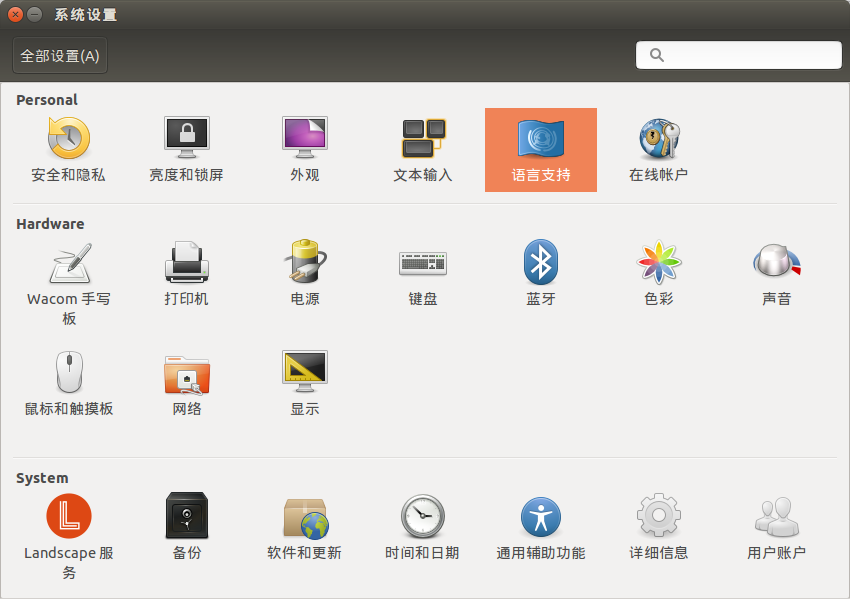 系统设置
全部设置(A)
Personal
安全和隐私
亮度和锁屏
外观
文本输入
语言支持
在线帐户
Hardware
Wacom 手写
板
打印机
电源
键盘
蓝牙
色彩
声音
鼠标和触摸板
网络
显示
System
Landscape 服
务
备份
软件和更新
时间和日期
通用辅助功能
详细信息
用户账户